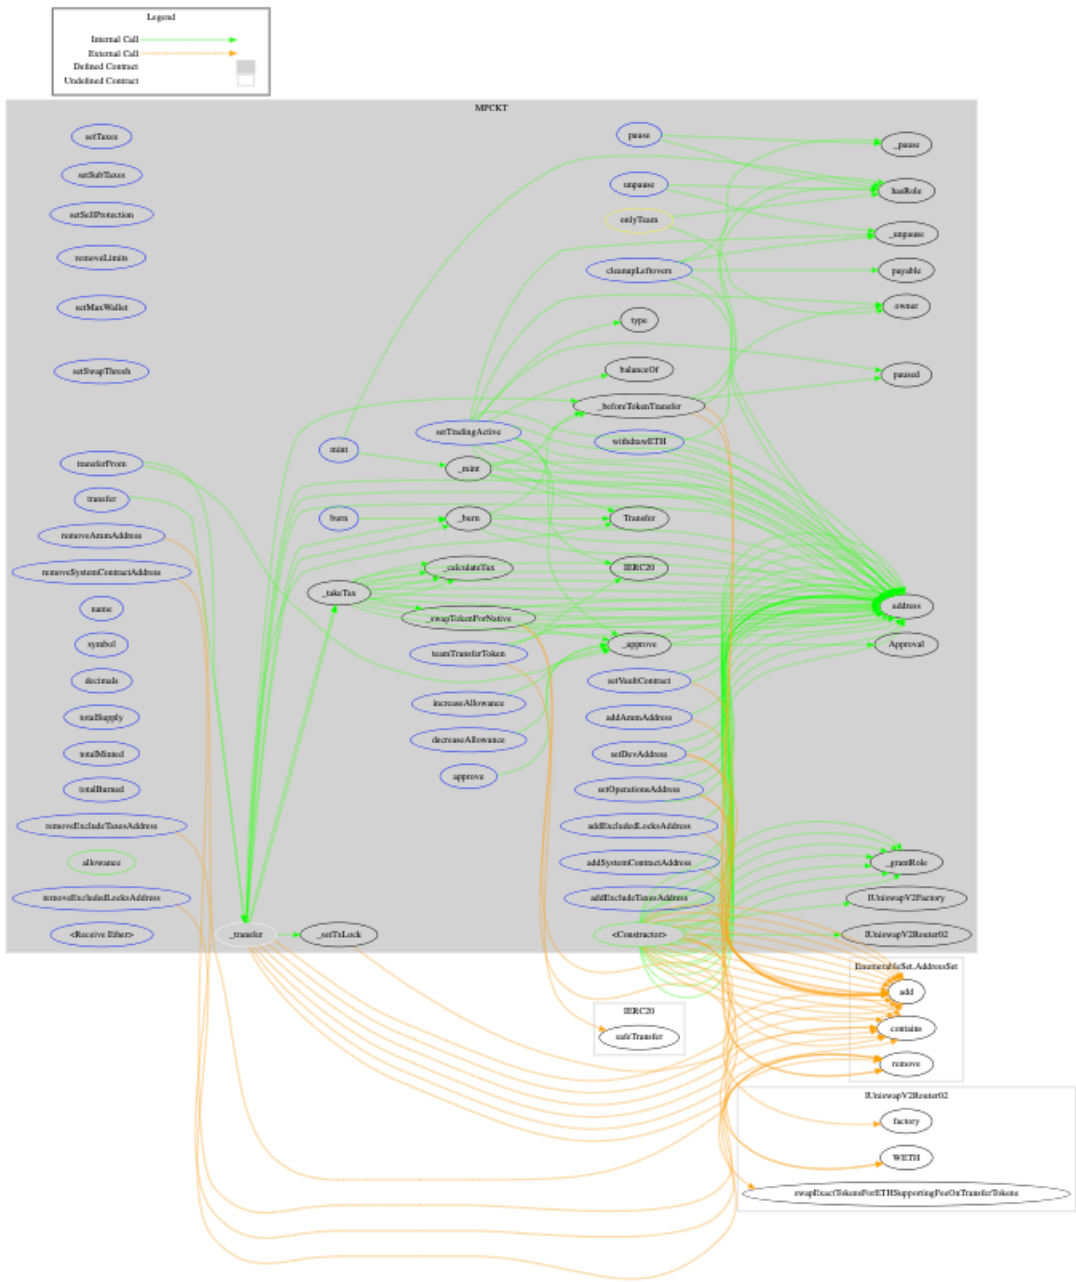 Legend
Internal Call
External Call
Defined Contract
Undefined Contract
MPCKT
setTaxes
setSubTaxes
setSellProtection
removeLimits
setMaxWallet
setSwapThresh
transferFrom
transfer
removeAmmAddress
removeSystemContractAddress
name
symbol
decimals
totalSupply
totalMinted
totalBurned
removeExcludeTaxesAddress
allowance
removeExcludedLocksAddress
<Receive Ether>
_transfer
mint
burn
_takeTax
_setTxLock
setTradingActive
_mint
_burn
_calculateTax
_swapTokenForNative
teamTransferToken
increaseAllowance
decreaseAllowance
approve
pause
unpause
onlyTeam
cleanupLeftovers
type
balanceOf
_beforeTokenTransfer
withdrawETH
Transfer
IERC20
_approve
setVaultContract
addAmmAddress
setDevAddress
setOperationsAddress
addExcludedLocksAddress
addSystemContractAddress
addExcludeTaxesAddress
<Constructor>
_pause
hasRole
_unpause
payable
owner
paused
address
Approval
_grantRole
IUniswapV2Factory
IUniswapV2Router02
EnumerableSet.AddressSet
add
contains
remove
IERC20
safeTransfer
IUniswapV2Router02
factory
WETH
swapExactTokensForETHSupportingFeeOnTransferTokens